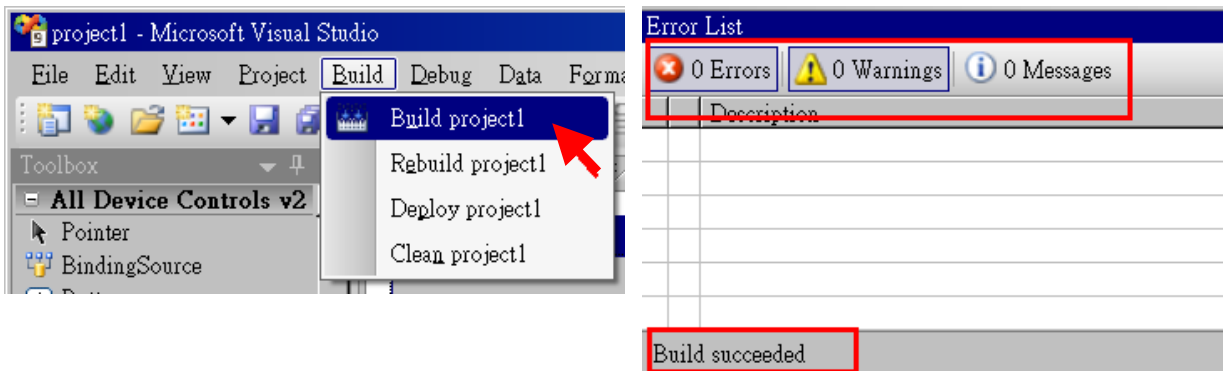 project1 - Microsoft Visual Studio
File Edit View Project Build Debug Data Forma
Build project1
Toolbox
Rebuild project1
All Device Controls v2
Deploy project1
Pointer
Clean project1
BindingSource
Error List
0 Errors 0 Warnings 0 Messages
Description
Build succeeded